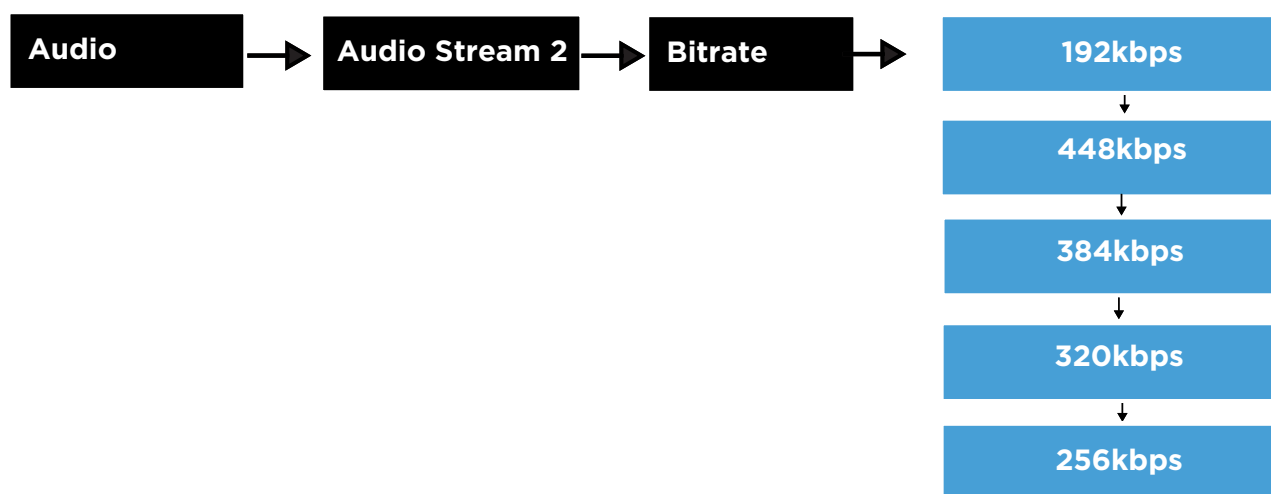 Audio
Audio Stream 2
Bitrate
192kbps
448kbps
384kbps
320kbps
256kbps